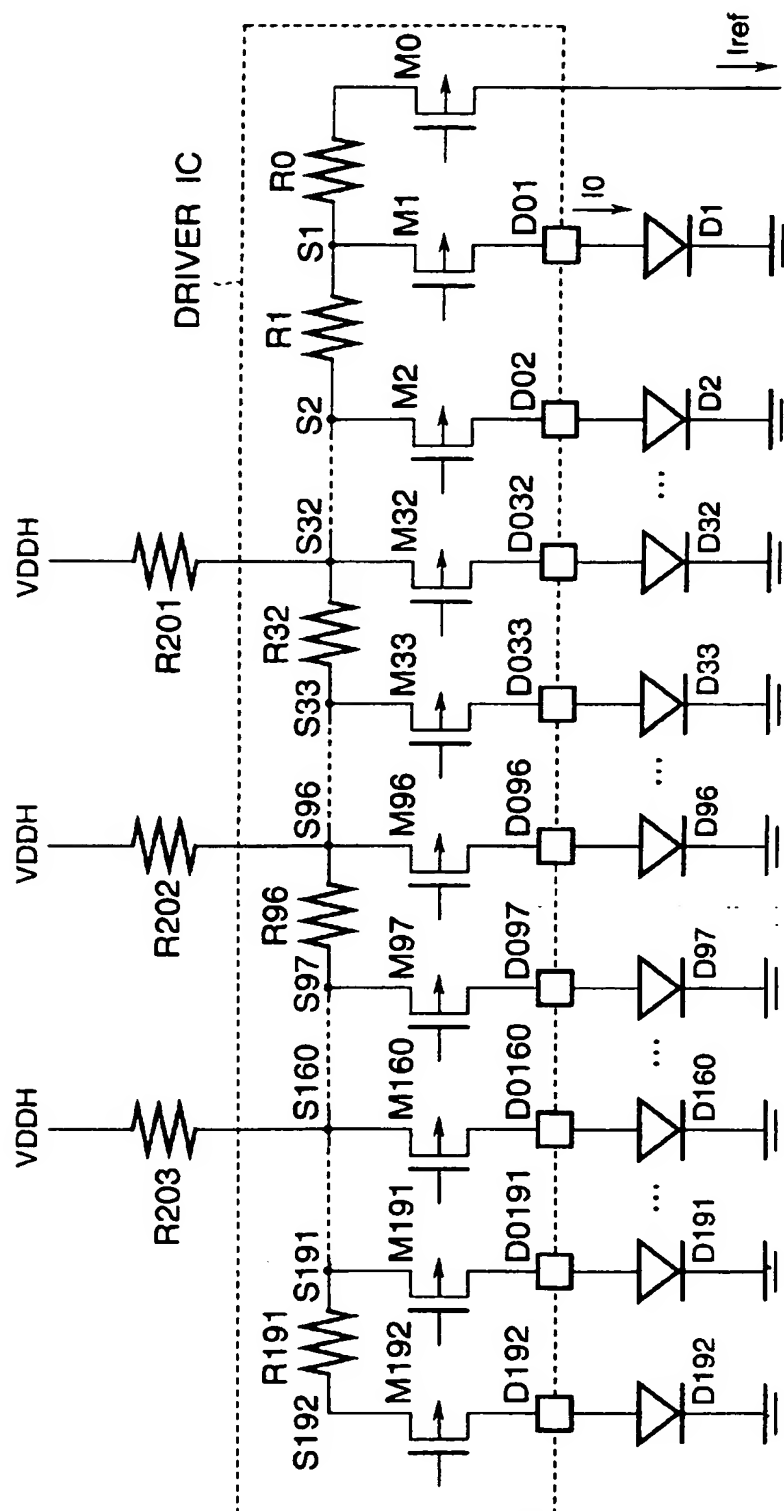 DRIVER IC
VDDH
VDDH
VDDH
R203
R202
R201
S192
R191
S191
S160
S97
R96
S96
S33
R32
S32
S2
R1
S1
R0
M192
M191
M160
M97
M96
M33
M32
M2
M1
M0
D192
D0191
D0160
D097
D096
D033
D032
D02
D01
I0
Iref
D192
D191
...
D160
D97
...
D96
D33
...
D32
D2
...
D1